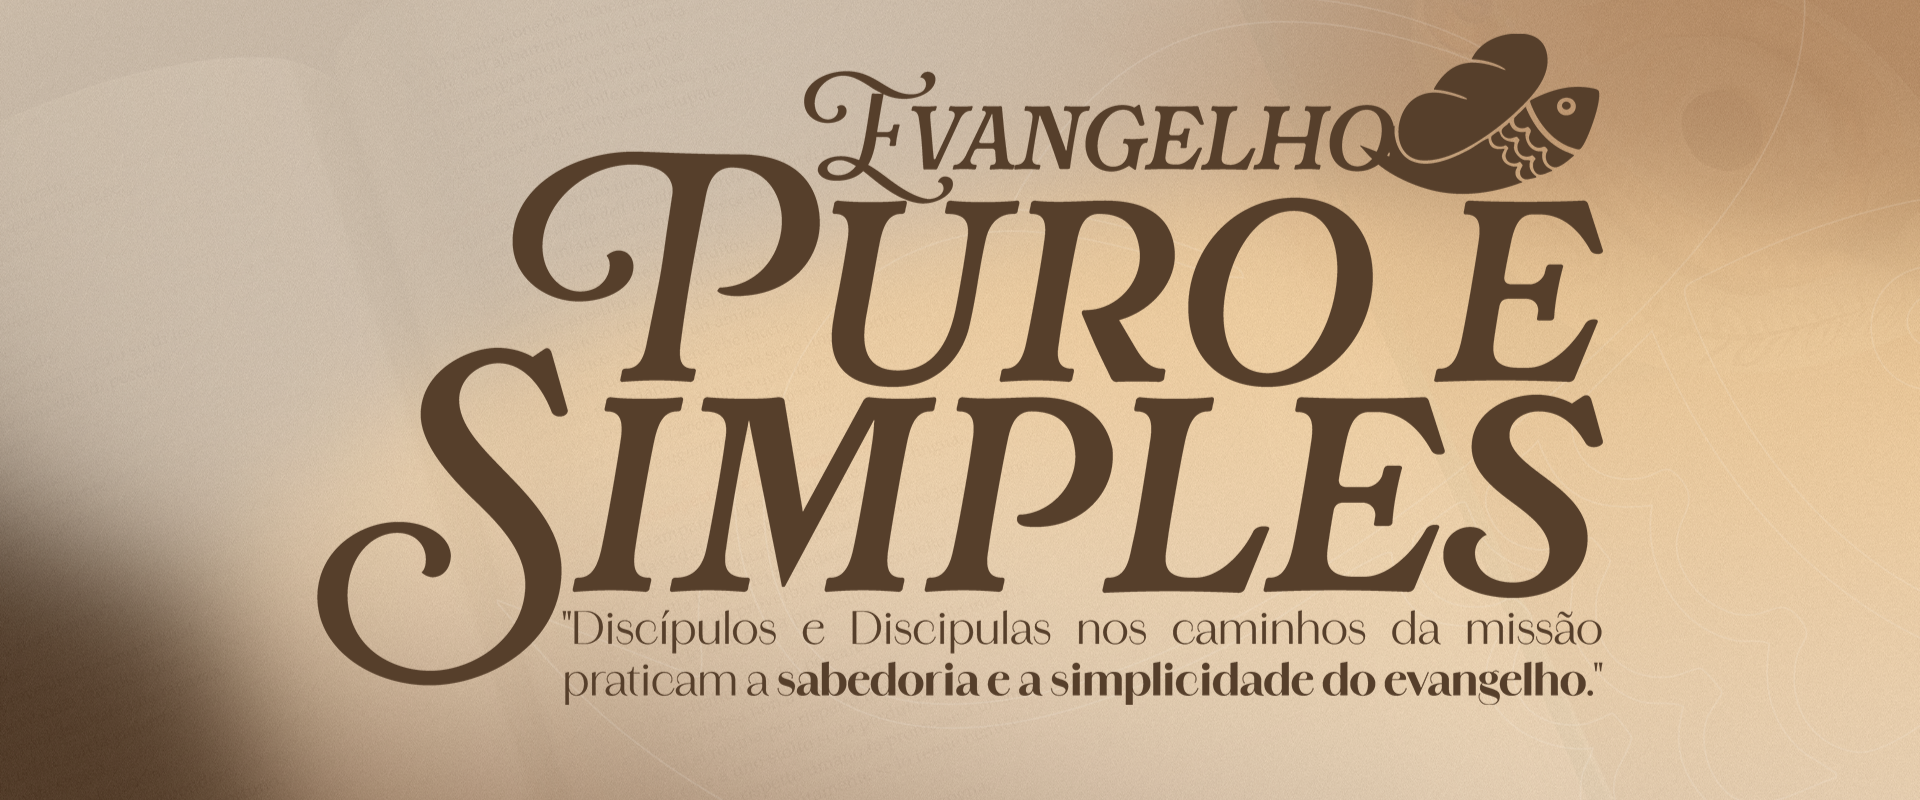 EVANGELHO
PURO E
SIMPLES
"Discípulos e Discipulas nos caminhos da missão
praticam a sabedoria e a simplicidade do evangelho."